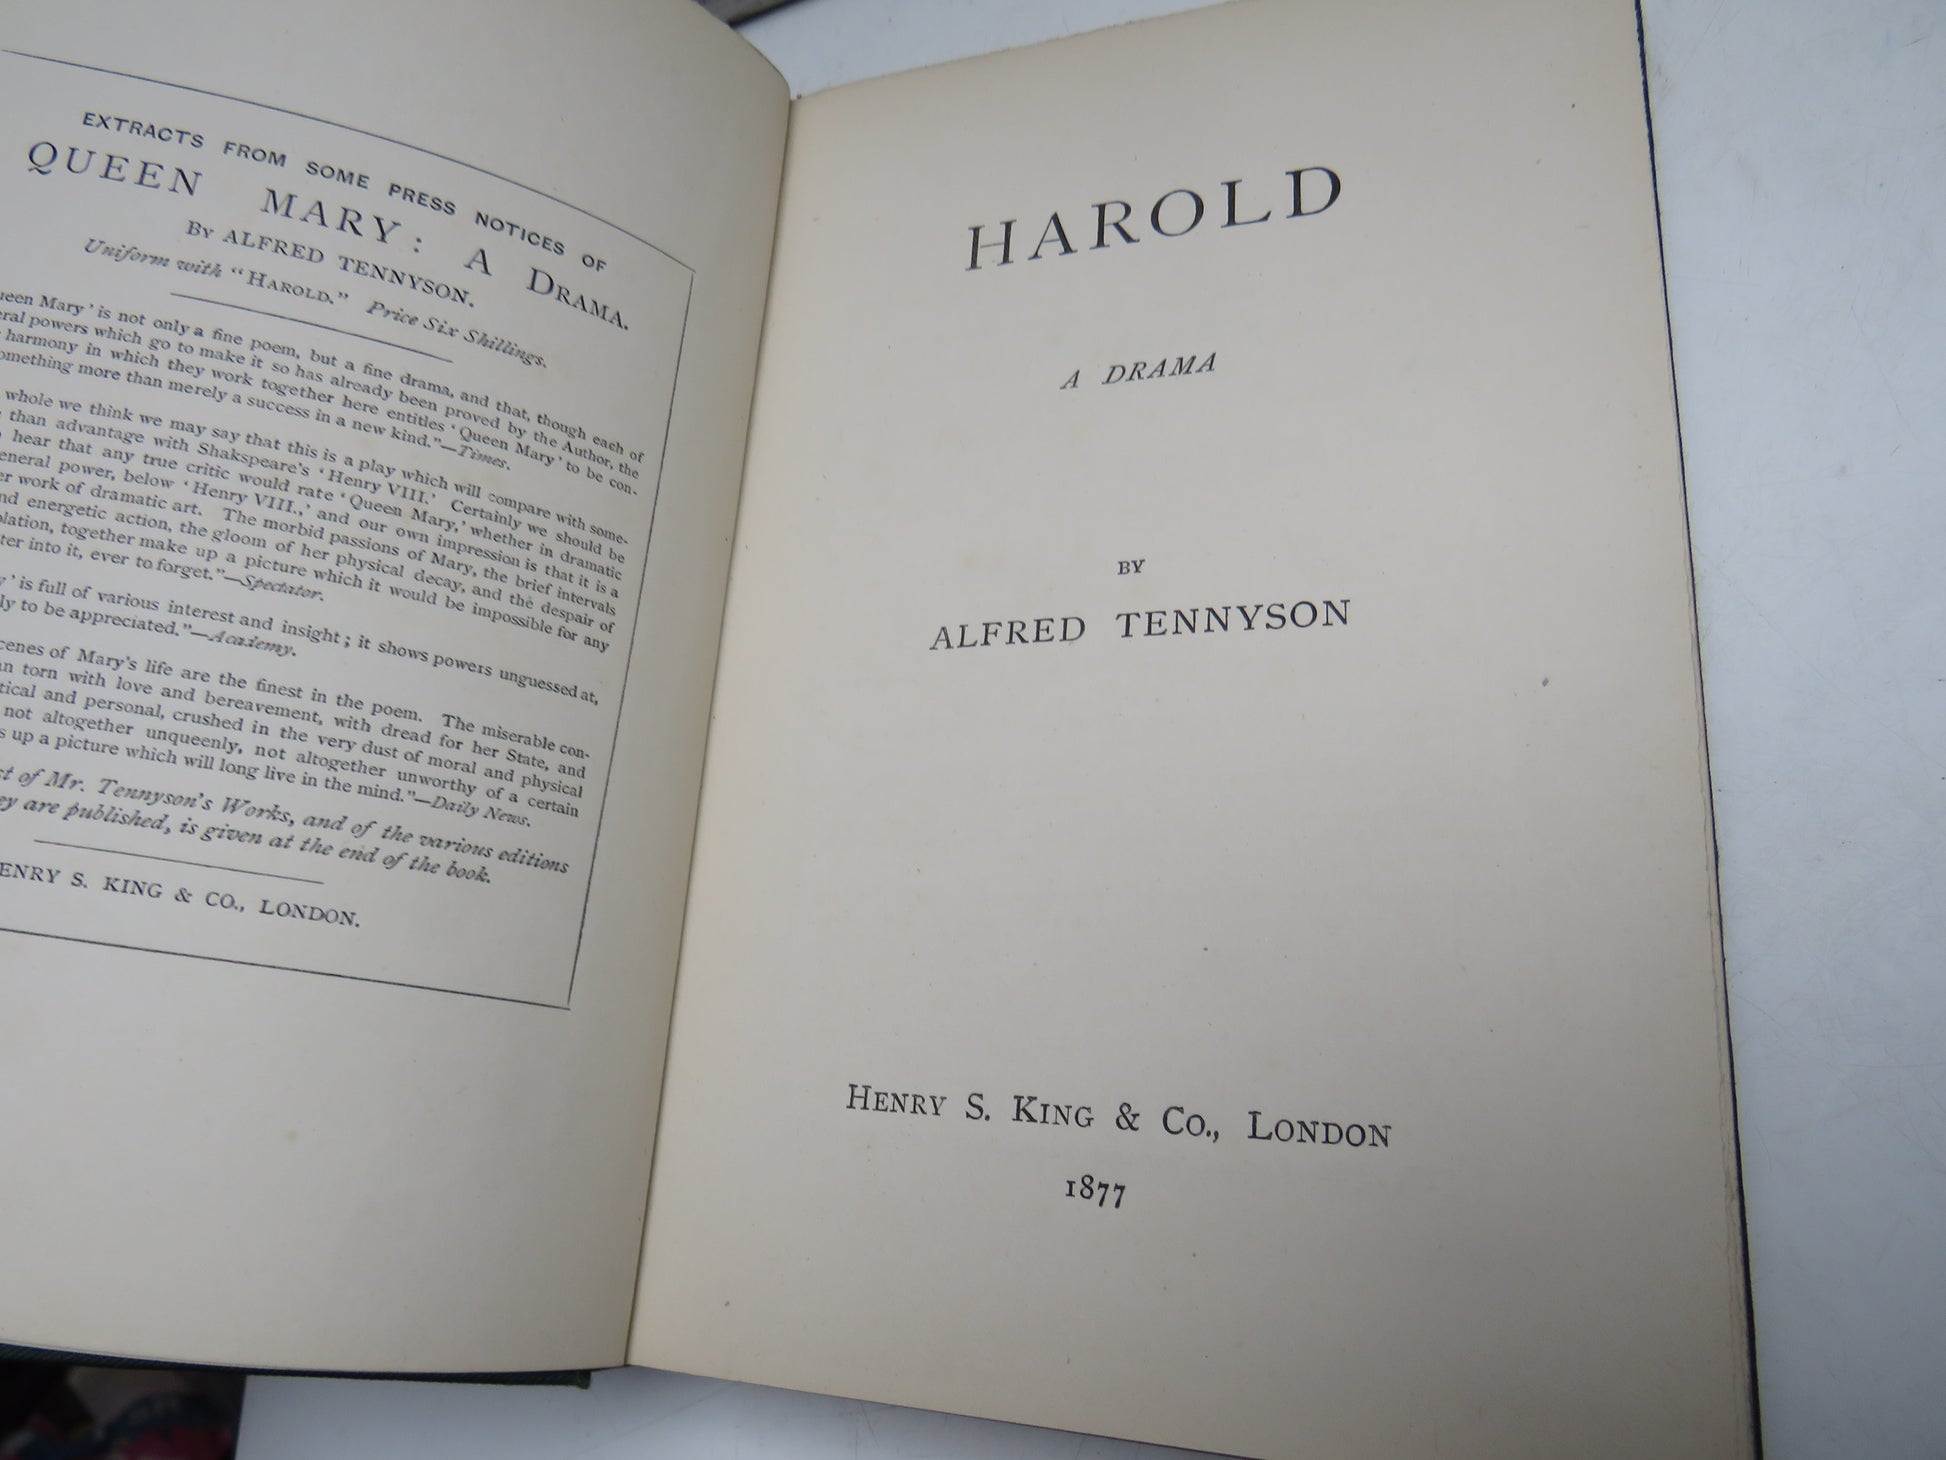 EXTRACTS FROM SOME PRESS NOTICES OF
QUEEN MARY: A DRAMA.
BY ALFRED TENNYSON.
Uniform with "HAROLD." Price Six Shillings.
Mary' is not only a fine poem, but a fine drama, and that, though each of
powers which go to make it so has already been proved by the Author, the
harmony in which they work together here entitles 'Queen Mary' to be con-
something more than merely a success in a new kind."—Times.
whole we think we may say that this is a play which will compare with some-
than advantage with Shakspeare's 'Henry VIII.' Certainly we should be
hear that any true critic would rate 'Queen Mary,' whether in dramatic
general power, below 'Henry VIII.,' and our own impression is that it is a
work of dramatic art. The morbid passions of Mary, the brief intervals
and energetic action, the gloom of her physical decay, and the despair of
together make up a picture which it would be impossible for any
into it, ever to forget."—Spectator.
is full of various interest and insight; it shows powers unguessed at,
to be appreciated."—Academy.
scenes of Mary's life are the finest in the poem. The miserable con-
torn with love and bereavement, with dread for her State, and
and personal, crushed in the very dust of moral and physical
not altogether unqueenly, not altogether unworthy of a certain
up a picture which will long live in the mind."—Daily News.
of Mr. Tennyson's Works, and of the various editions
are published, is given at the end of the book.
HENRY S. KING & CO., LONDON.
HAROLD
A DRAMA
BY
ALFRED TENNYSON
HENRY S. KING & CO., LONDON
1877